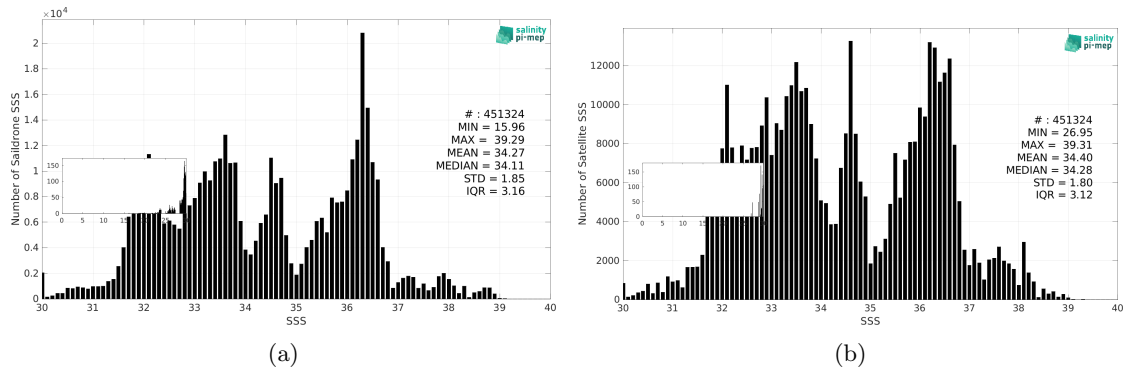 ×10⁴
salinity
pi-mep
# : 451324
MIN = 15.96
MAX = 39.29
MEAN = 34.27
MEDIAN = 34.11
STD = 1.85
IQR = 3.16
Number of Saildrone SSS
2
1.8
1.6
1.4
1.2
1
0.8
0.6
0.4
0.2
0
150
100
50
0
0 5 10 15 20 25
30 31 32 33 34 35 36 37 38 39 40
SSS
(a)
salinity
pi-mep
# : 451324
MIN = 26.95
MAX = 39.31
MEAN = 34.40
MEDIAN = 34.28
STD = 1.80
IQR = 3.12
Number of Satellite SSS
12000
10000
8000
6000
4000
2000
0
150
100
50
0
0 5 10 15 20
30 31 32 33 34 35 36 37 38 39 40
SSS
(b)